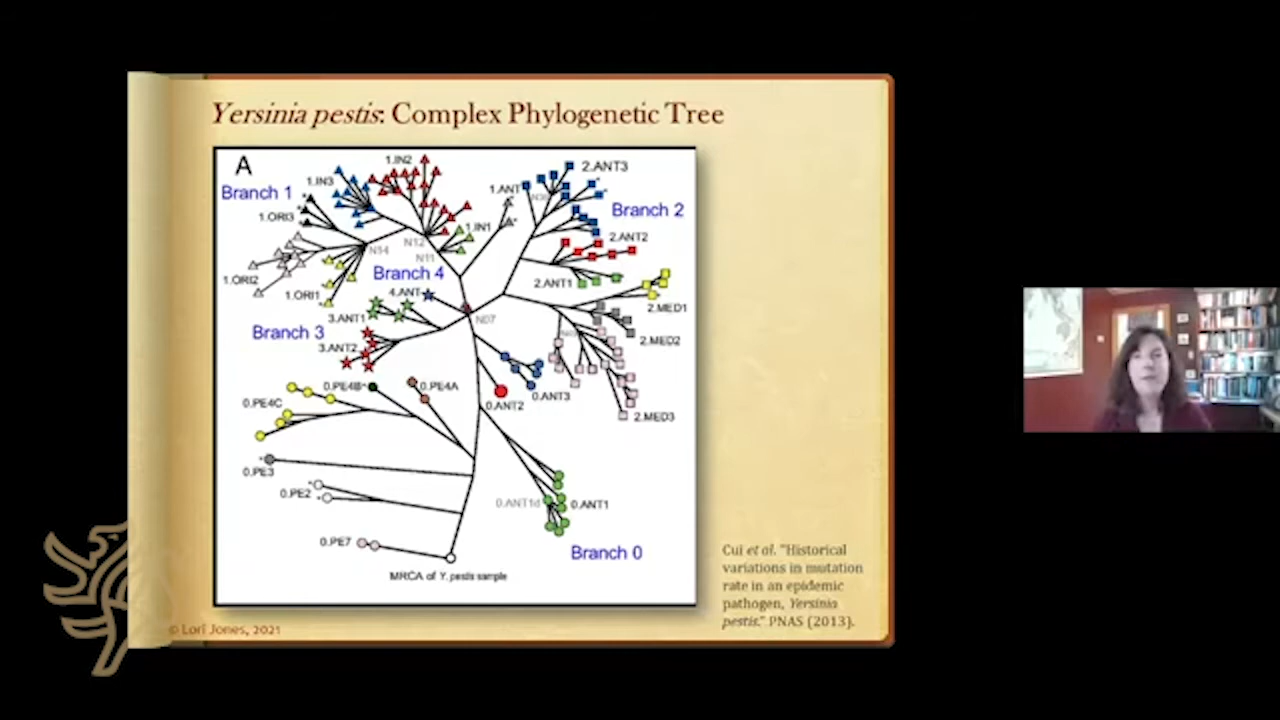 Yersinia pestis: Complex Phylogenetic Tree
A
Branch 1
1.IN3
1.IN2
1.ORI3
1.ORI2
1.ORI1
N14
N12
N11
1.IN1
1.ANT
2.ANT3
Branch 2
2.ANT2
2.ANT1
2.MED1
2.MED2
2.MED3
Branch 4
4.ANT
N07
3.ANT1
Branch 3
3.ANT2
0.PE4B
0.PE4A
0.PE4C
0.ANT2
0.ANT3
0.PE3
0.PE2
0.ANT1d
0.ANT1
0.PE7
Branch 0
MRCA of Y. pestis sample
Cui et al. "Historical
variations in mutation
rate in an epidemic
pathogen, Yersinia
pestis." PNAS (2013).
© Lori Jones, 2021